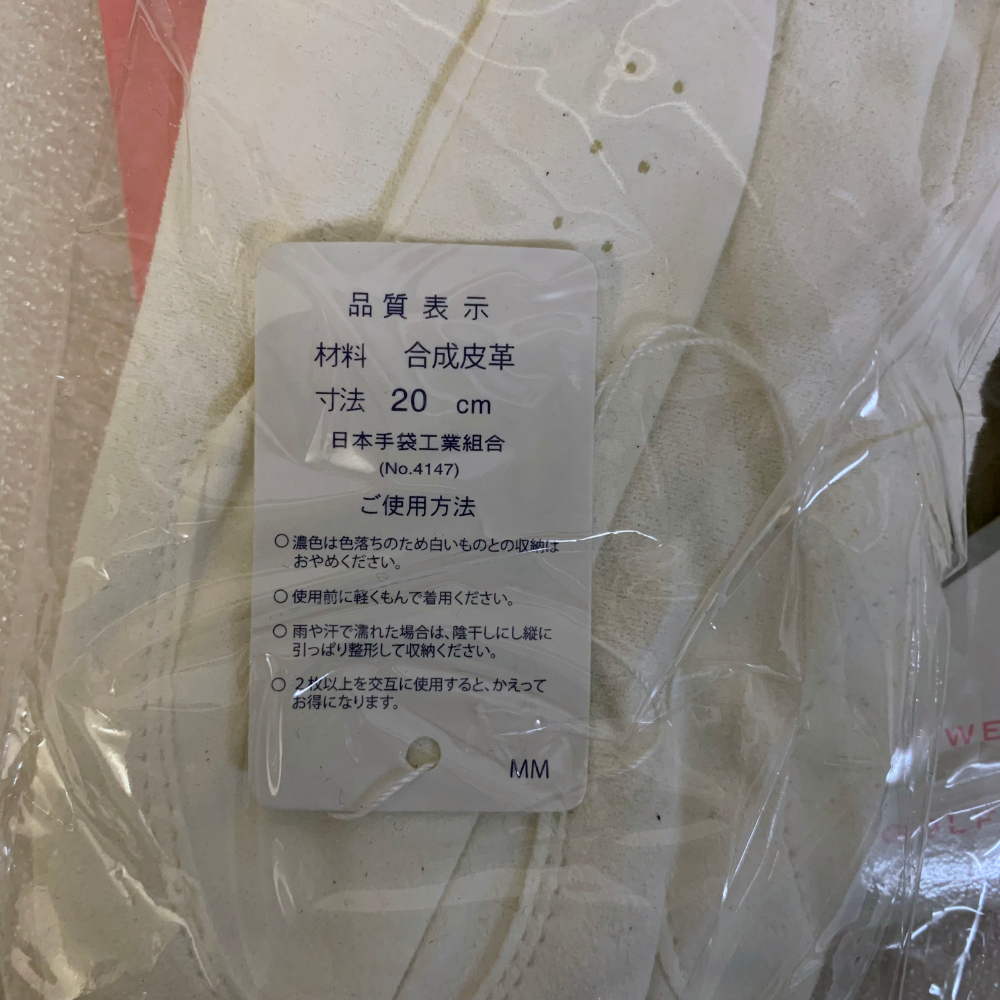 品質表示
材料 合成皮革
寸法 20 cm
日本手袋工業組合
(No.4147)
ご使用方法
○濃色は色落ちのため白いものとの収納は
おやめください。
○使用前に軽くもんで着用ください。
○雨や汗で濡れた場合は、陰干しにし縦に
引っぱり整形して収納ください。
○２枚以上を交互に使用すると、かえって
お得になります。
MM
WE
GOLF